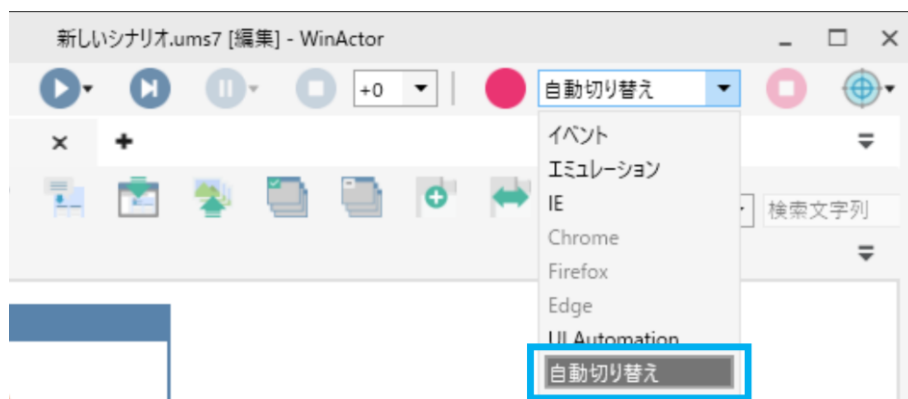 新しいシナリオ.ums7 [編集] - WinActor
+0
自動切り替え
イベント
エミュレーション
IE
検索文字列
Chrome
Firefox
Edge
UI Automation
自動切り替え